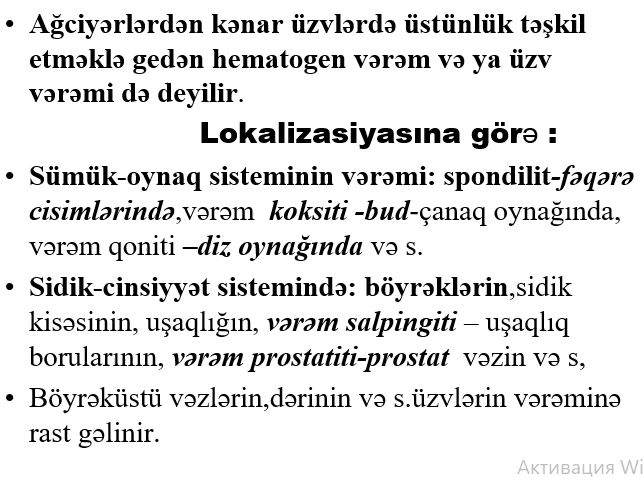 • Ağciyərlərdən kənar üzvlərdə üstünlük təşkil
etməklə gedən hematogen vərəm və ya üzv
vərəmi də deyilir.
Lokalizasiyasına görə :
• Sümük-oynaq sisteminin vərəmi: spondilit-fəqərə
cisimlərində,vərəm koksiti -bud-çanaq oynağında,
vərəm qoniti –diz oynağında və s.
• Sidik-cinsiyyət sistemində: böyrəklərin,sidik
kisəsinin, uşaqlığın, vərəm salpingiti – uşaqlıq
borularının, vərəm prostatiti-prostat vəzin və s,
• Böyrəküstü vəzlərin,dərinin və s.üzvlərin vərəminə
rast gəlinir.
Активация Wi